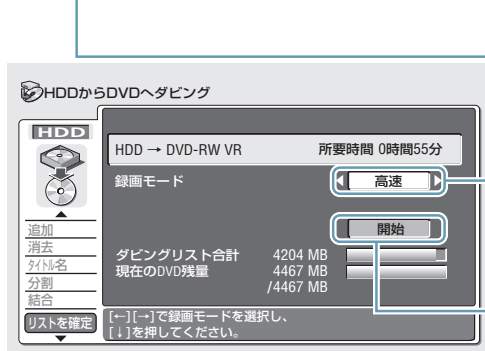 HDDからDVDへダビング
HDD
HDD → DVD-RW VR 所要時間 0時間55分
録画モード 高速
開始
追加
消去
タイトル名
分割
結合
リストを確定
ダビングリスト合計 4204 MB
現在のDVD残量 4467 MB
/4467 MB
[←][→]で録画モードを選択し、
[↓]を押してください。